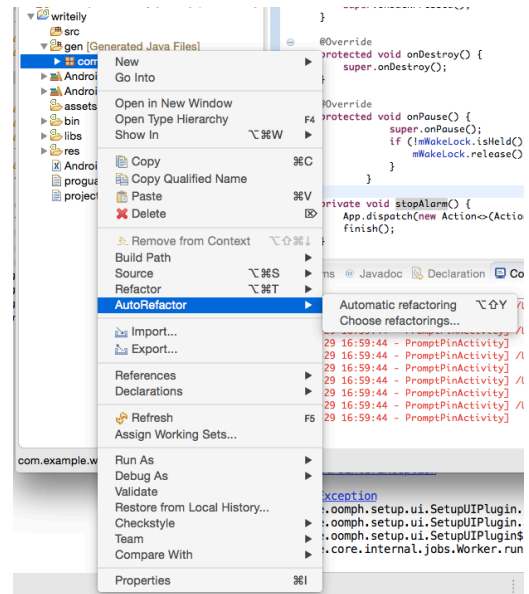 writeily
src
gen [Generated Java Files]
com
Androi
Androi
assets
bin
libs
res
Androi
progua
project
com.example.w
New
Go Into
Open in New Window
Open Type Hierarchy F4
Show In ⌥⌘W
Copy ⌘C
Copy Qualified Name
Paste ⌘V
Delete ⌦
Remove from Context ⌥⇧⌘↓
Build Path
Source ⌥⌘S
Refactor ⌥⌘T
AutoRefactor
Import...
Export...
References
Declarations
Refresh F5
Assign Working Sets...
Run As
Debug As
Validate
Restore from Local History...
Checkstyle
Team
Compare With
Properties ⌘I
Automatic refactoring ⌥⇧Y
Choose refactorings...
}
@Override
protected void onDestroy() {
super.onDestroy();
}
@Override
protected void onPause() {
super.onPause();
if (!mWakeLock.isHeld()
mWakeLock.release()
}
}
private void stopAlarm() {
App.dispatch(new Action<>(Action
finish();
}
ms @ Javadoc Declaration Co
29 16:59:44 - PromptPinActivity] /U
29 16:59:44 - PromptPinActivity]
29 16:59:44 - PromptPinActivity] /U
29 16:59:44 - PromptPinActivity]
29 16:59:44 - PromptPinActivity] /U
29 16:59:44 - PromptPinActivity]
xception
.oomph.setup.ui.SetupUIPlugin.
.oomph.setup.ui.SetupUIPlugin.
.oomph.setup.ui.SetupUIPlugin$
.core.internal.jobs.Worker.run